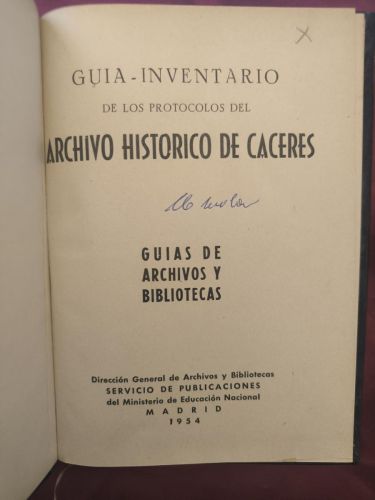 GUIA-INVENTARIO
DE LOS PROTOCOLOS DEL
ARCHIVO HISTORICO DE CACERES
GUIAS DE
ARCHIVOS Y
BIBLIOTECAS
Dirección General de Archivos y Bibliotecas
SERVICIO DE PUBLICACIONES
del Ministerio de Educación Nacional
MADRID
1954